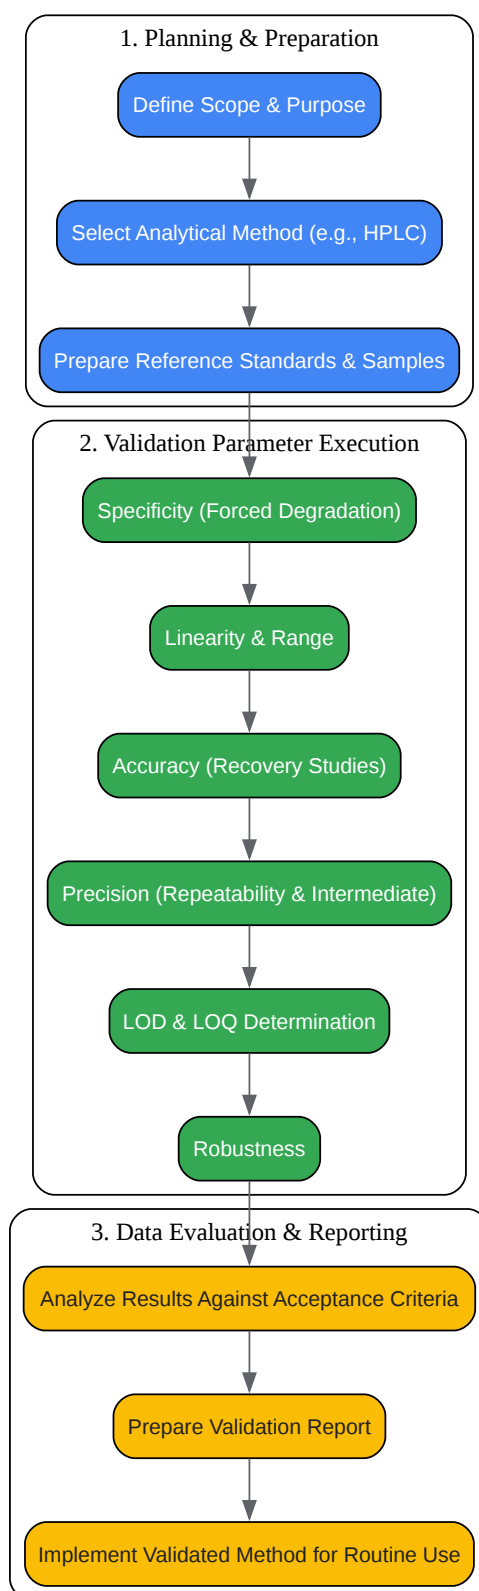 1. Planning & Preparation
Define Scope & Purpose
Select Analytical Method (e.g., HPLC)
Prepare Reference Standards & Samples
2. Validation Parameter Execution
Specificity (Forced Degradation)
Linearity & Range
Accuracy (Recovery Studies)
Precision (Repeatability & Intermediate)
LOD & LOQ Determination
Robustness
3. Data Evaluation & Reporting
Analyze Results Against Acceptance Criteria
Prepare Validation Report
Implement Validated Method for Routine Use